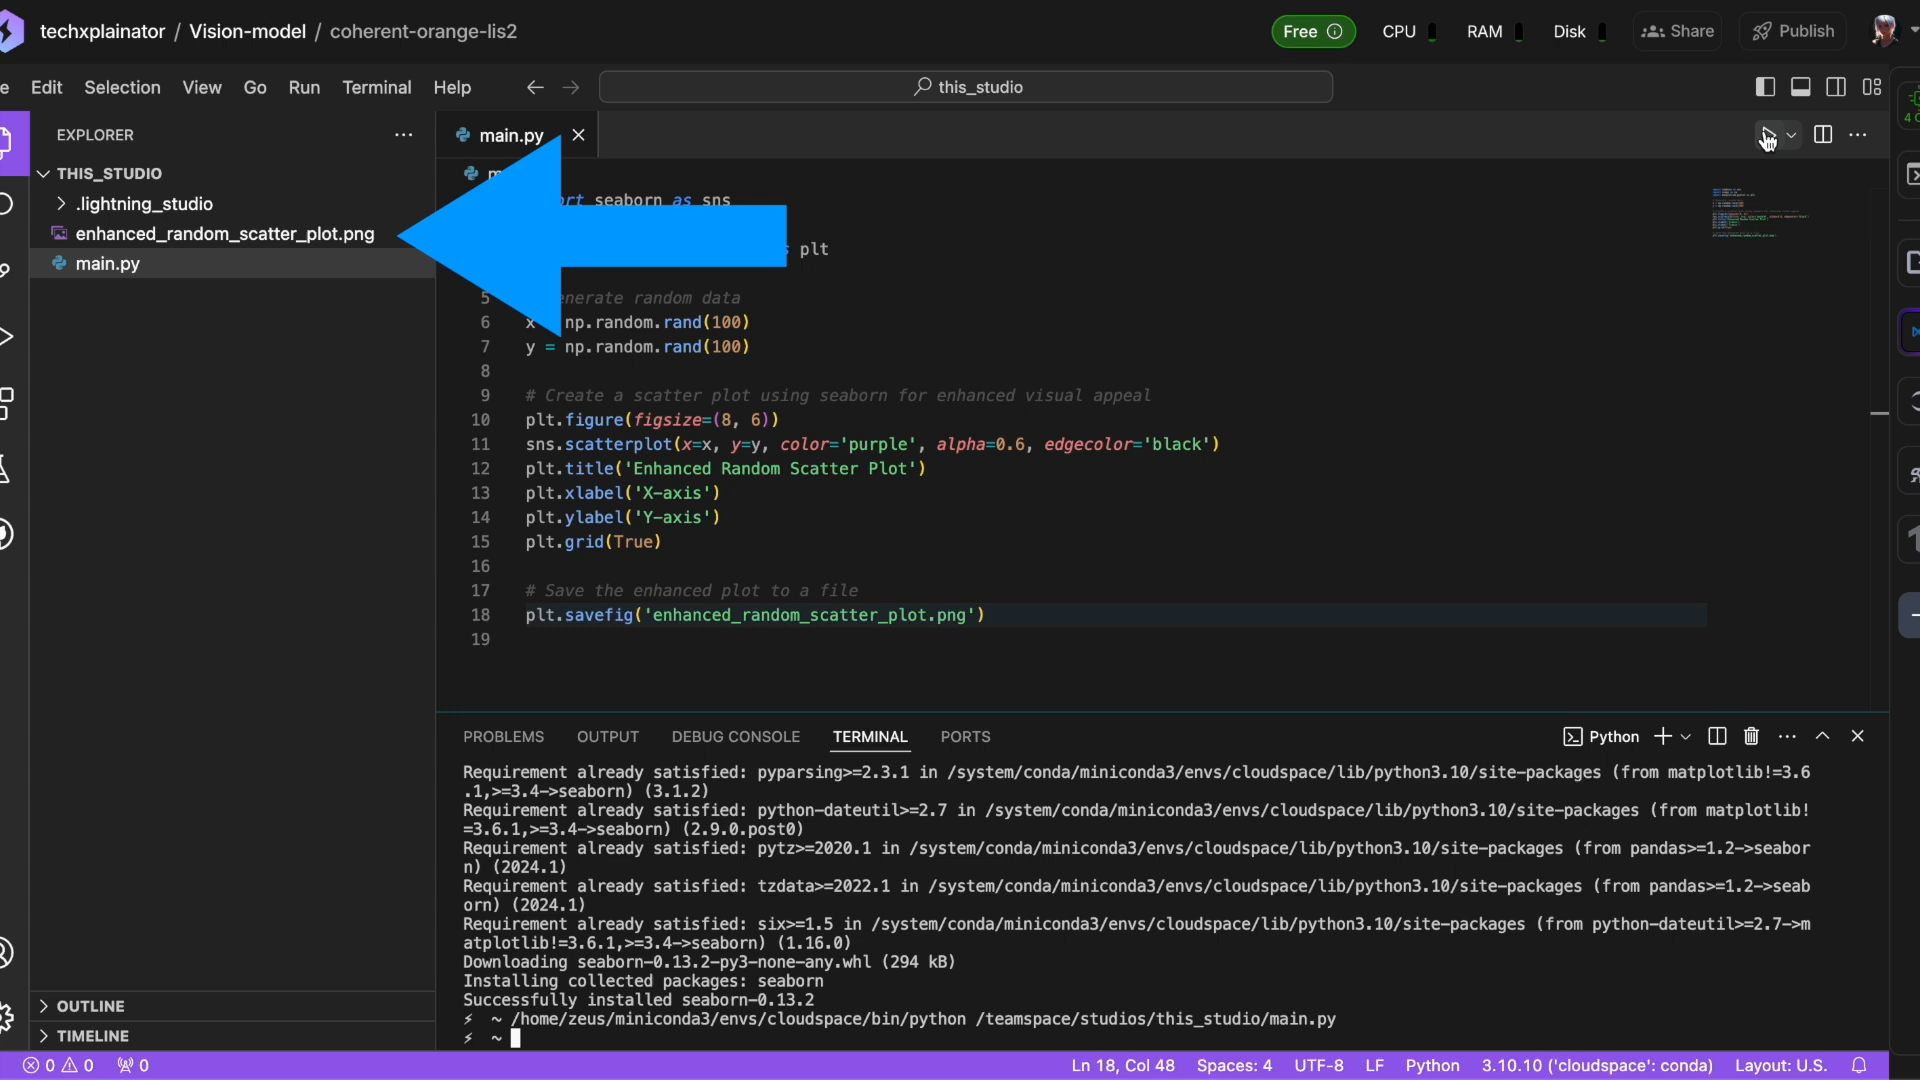 techxplainator / Vision-model / coherent-orange-lis2
Free
CPU
RAM
Disk
Share
Publish
Edit Selection View Go Run Terminal Help
this_studio
EXPLORER
THIS_STUDIO
.lightning_studio
enhanced_random_scatter_plot.png
main.py
OUTLINE
TIMELINE
main.py
seaborn as sns
plt
5 enerate random data
6 x np.random.rand(100)
7 y = np.random.rand(100)
8
9 # Create a scatter plot using seaborn for enhanced visual appeal
10 plt.figure(figsize=(8, 6))
11 sns.scatterplot(x=x, y=y, color='purple', alpha=0.6, edgecolor='black')
12 plt.title('Enhanced Random Scatter Plot')
13 plt.xlabel('X-axis')
14 plt.ylabel('Y-axis')
15 plt.grid(True)
16
17 # Save the enhanced plot to a file
18 plt.savefig('enhanced_random_scatter_plot.png')
19
PROBLEMS OUTPUT DEBUG CONSOLE TERMINAL PORTS
Python
Requirement already satisfied: pyparsing>=2.3.1 in /system/conda/miniconda3/envs/cloudspace/lib/python3.10/site-packages (from matplotlib!=3.6
.1,>=3.4->seaborn) (3.1.2)
Requirement already satisfied: python-dateutil>=2.7 in /system/conda/miniconda3/envs/cloudspace/lib/python3.10/site-packages (from matplotlib!
=3.6.1,>=3.4->seaborn) (2.9.0.post0)
Requirement already satisfied: pytz>=2020.1 in /system/conda/miniconda3/envs/cloudspace/lib/python3.10/site-packages (from pandas>=1.2->seabor
n) (2024.1)
Requirement already satisfied: tzdata>=2022.1 in /system/conda/miniconda3/envs/cloudspace/lib/python3.10/site-packages (from pandas>=1.2->seab
orn) (2024.1)
Requirement already satisfied: six>=1.5 in /system/conda/miniconda3/envs/cloudspace/lib/python3.10/site-packages (from python-dateutil>=2.7->m
atplotlib!=3.6.1,>=3.4->seaborn) (1.16.0)
Downloading seaborn-0.13.2-py3-none-any.whl (294 kB)
Installing collected packages: seaborn
Successfully installed seaborn-0.13.2
⚡ ~ /home/zeus/miniconda3/envs/cloudspace/bin/python /teamspace/studios/this_studio/main.py
⚡ ~
0 0 0
Ln 18, Col 48 Spaces: 4 UTF-8 LF Python 3.10.10 ('cloudspace': conda) Layout: U.S.